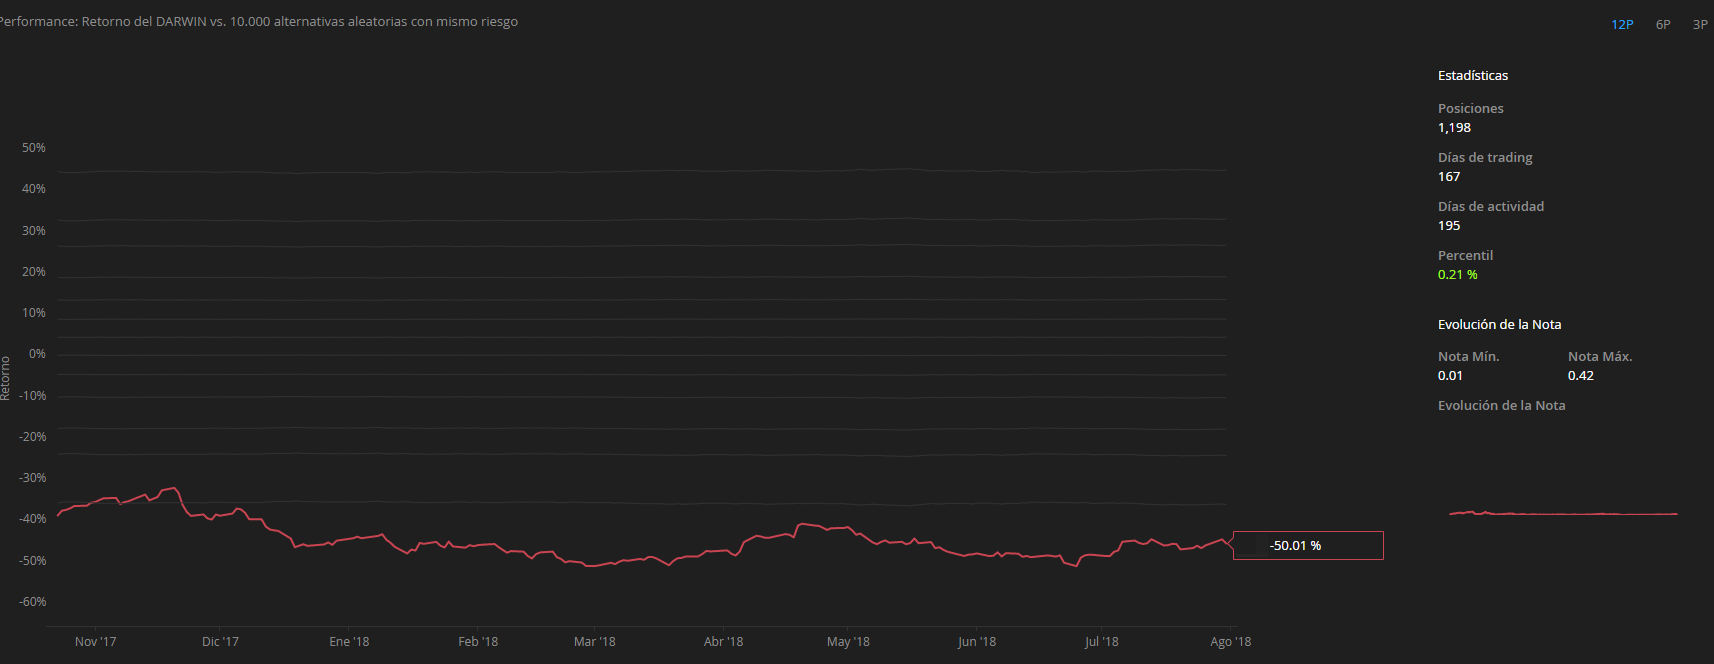 Performance: Retorno del DARWIN vs. 10.000 alternativas aleatorias con mismo riesgo
12P 6P 3P
50%
40%
30%
20%
10%
0%
-10%
-20%
-30%
-40%
-50%
-60%
Retorno
Nov '17 Dic '17 Ene '18 Feb '18 Mar '18 Abr '18 May '18 Jun '18 Jul '18 Ago '18
-50.01 %
Estadísticas
Posiciones
1,198
Días de trading
167
Días de actividad
195
Percentil
0.21 %
Evolución de la Nota
Nota Mín. Nota Máx.
0.01 0.42
Evolución de la Nota